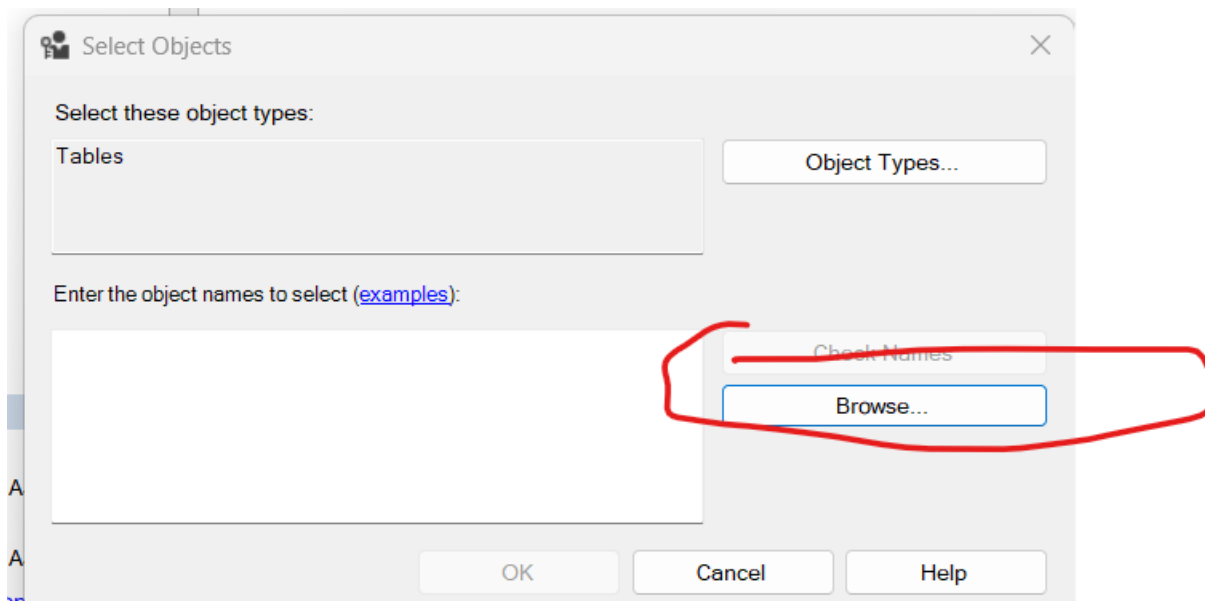 Select Objects
Select these object types:
Tables
Object Types...
Enter the object names to select (examples):
Check Names
Browse...
A
A
OK
Cancel
Help